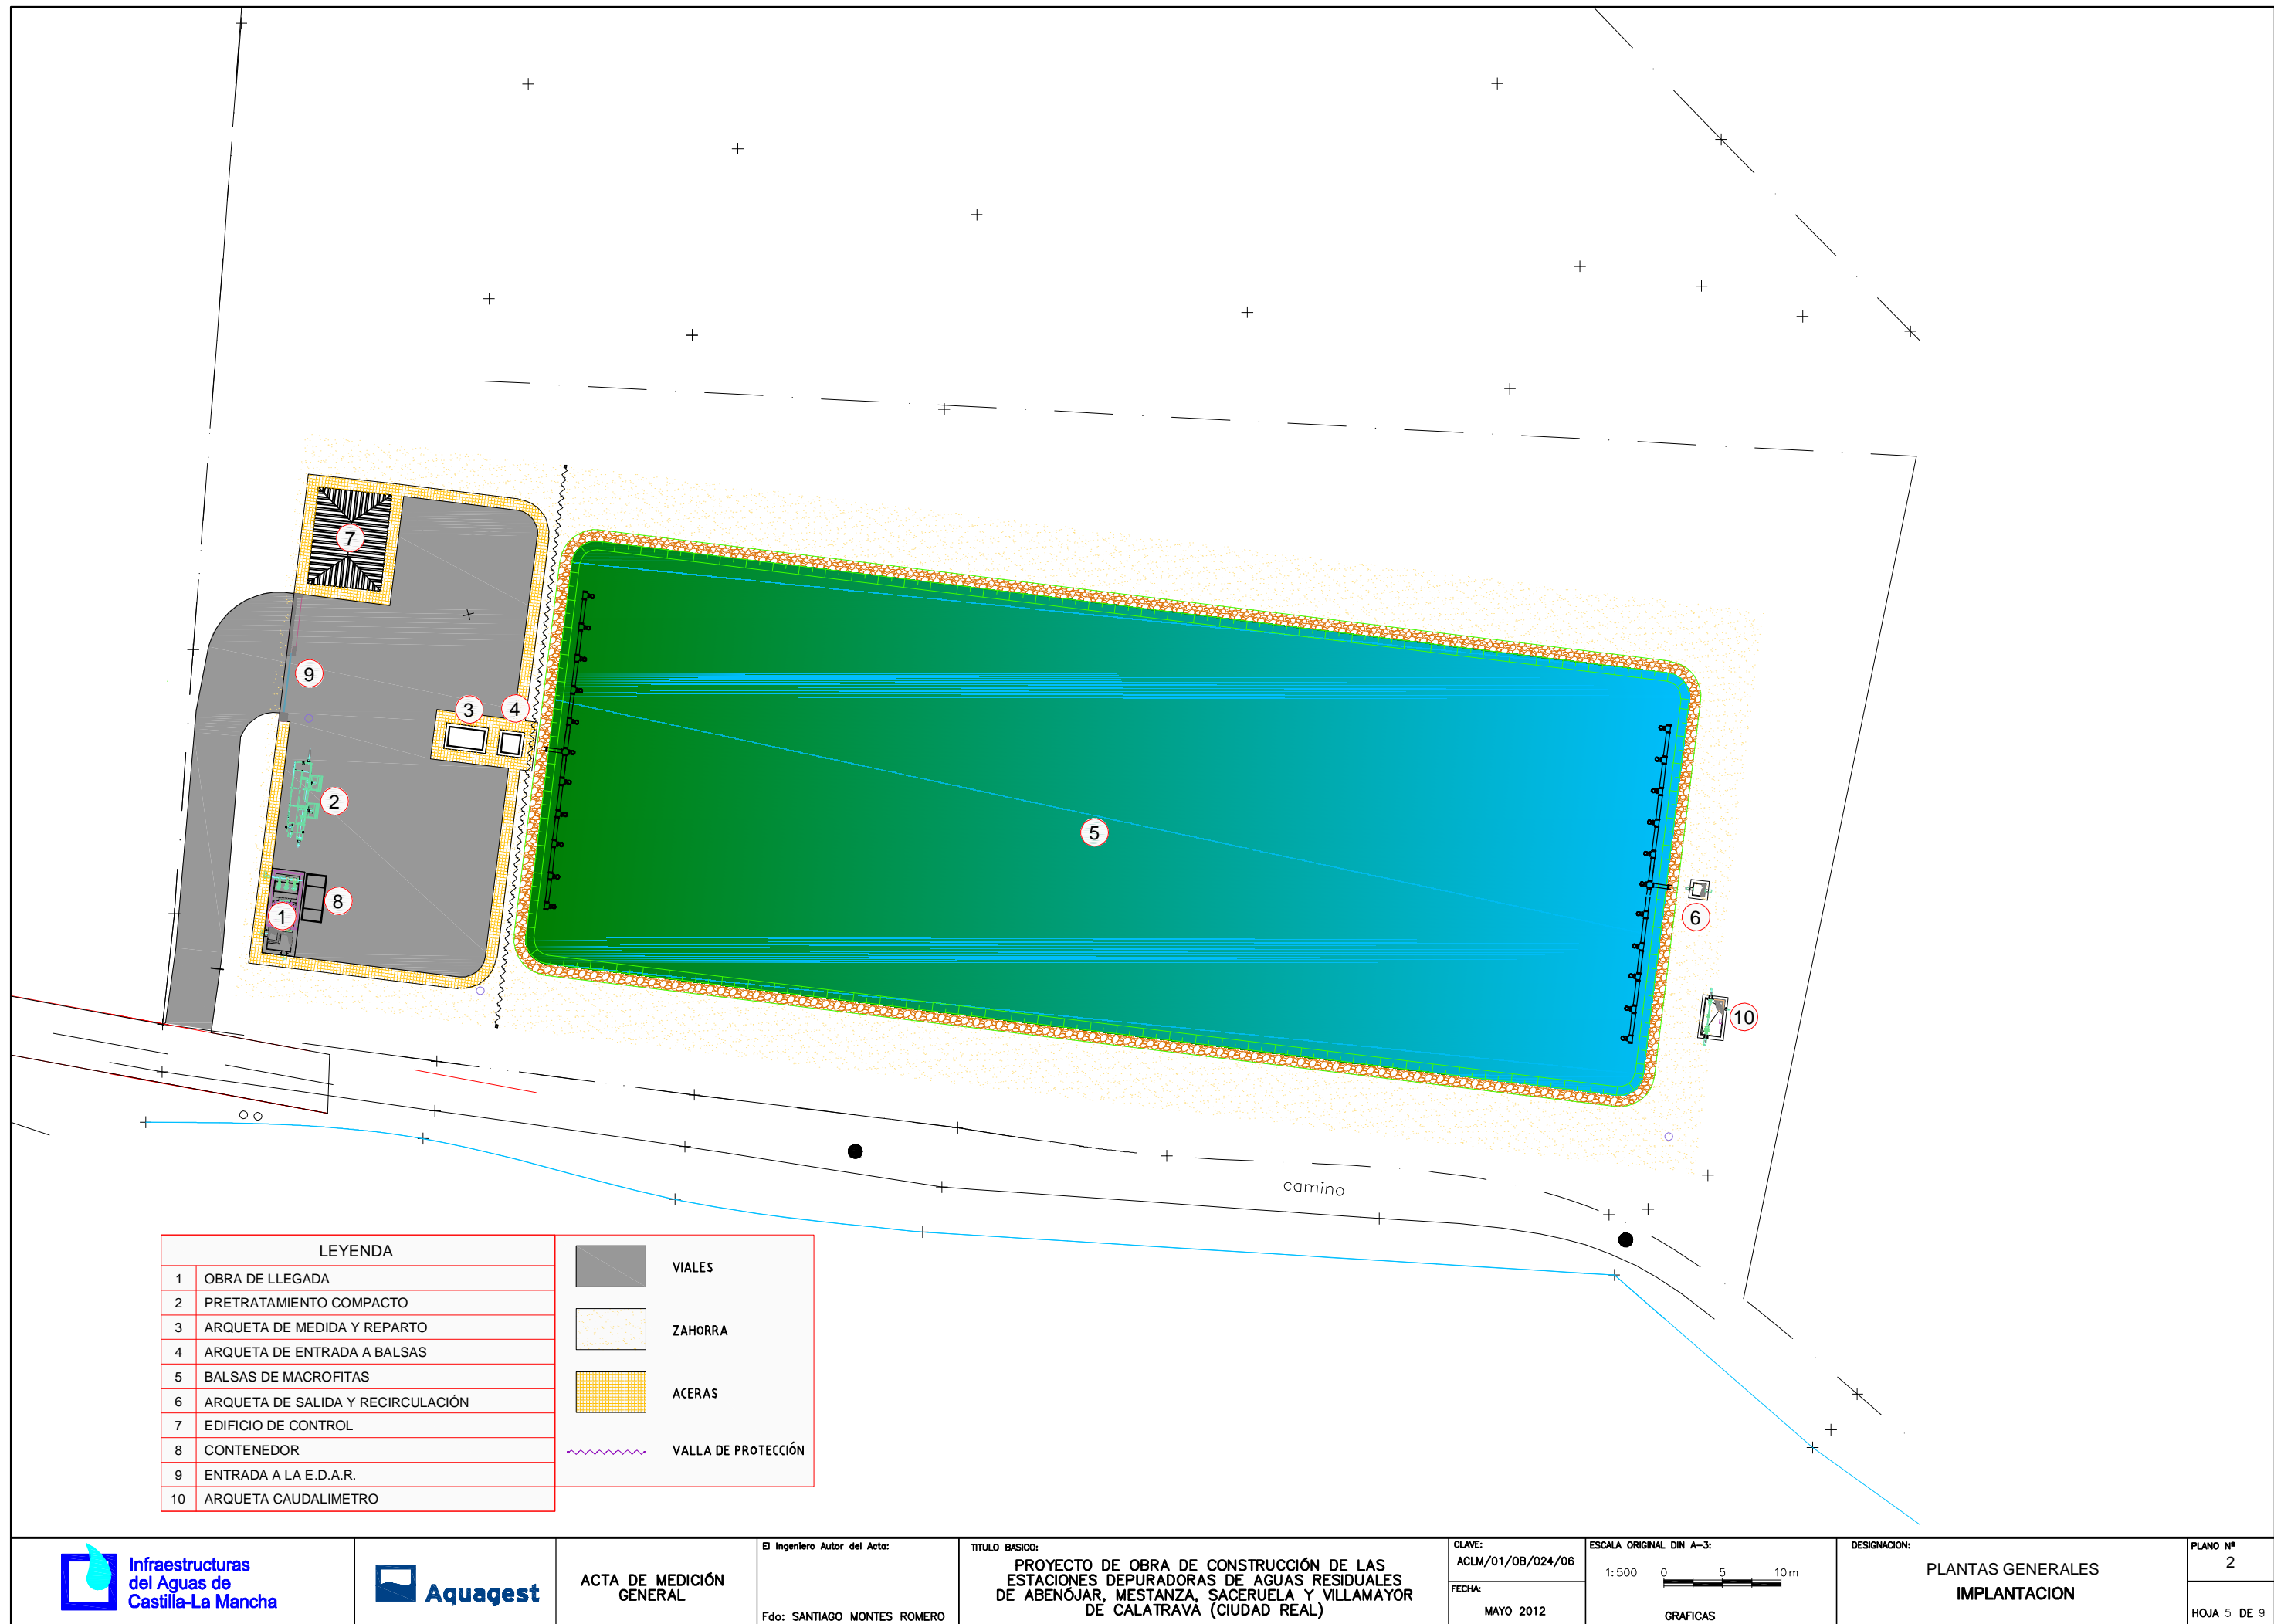 7
9
3
4
2
5
8
1
6
10
camino
LEYENDA
1 OBRA DE LLEGADA
2 PRETRATAMIENTO COMPACTO
3 ARQUETA DE MEDIDA Y REPARTO
4 ARQUETA DE ENTRADA A BALSAS
5 BALSAS DE MACROFITAS
6 ARQUETA DE SALIDA Y RECIRCULACIÓN
7 EDIFICIO DE CONTROL
8 CONTENEDOR
9 ENTRADA A LA E.D.A.R.
10 ARQUETA CAUDALIMETRO
VIALES
ZAHORRA
ACERAS
VALLA DE PROTECCIÓN
Infraestructuras
del Aguas de
Castilla-La Mancha
Aquagest
ACTA DE MEDICIÓN
GENERAL
El Ingeniero Autor del Acta:
Fdo: SANTIAGO MONTES ROMERO
TITULO BASICO:
PROYECTO DE OBRA DE CONSTRUCCIÓN DE LAS
ESTACIONES DEPURADORAS DE AGUAS RESIDUALES
DE ABENÓJAR, MESTANZA, SACERUELA Y VILLAMAYOR
DE CALATRAVA (CIUDAD REAL)
CLAVE:
ACLM/01/OB/024/06
FECHA:
MAYO 2012
ESCALA ORIGINAL DIN A-3:
1:500 0 5 10 m
GRAFICAS
DESIGNACION:
PLANTAS GENERALES
IMPLANTACION
PLANO Nº
2
HOJA 5 DE 9